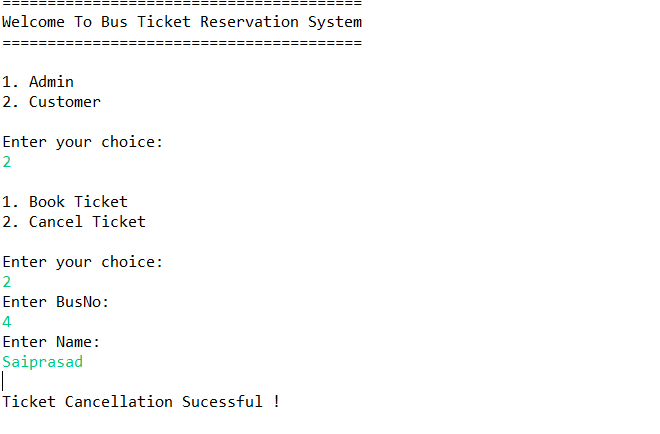 ========================================
Welcome To Bus Ticket Reservation System
========================================
1. Admin
2. Customer
Enter your choice:
2
1. Book Ticket
2. Cancel Ticket
Enter your choice:
2
Enter BusNo:
4
Enter Name:
Saiprasad
Ticket Cancellation Sucessful !